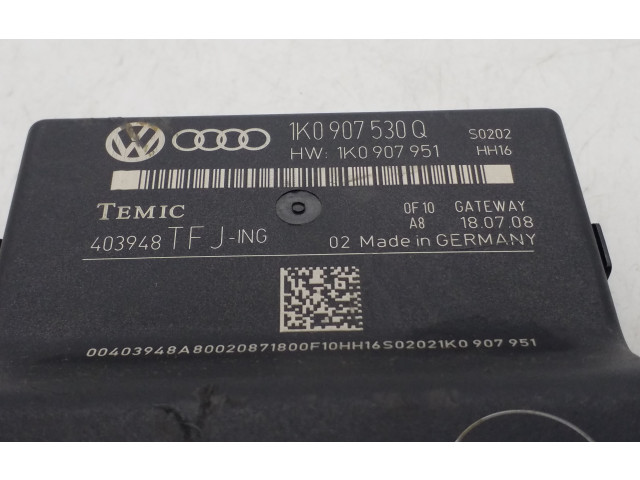 1K0 907 530 Q S0202
HW: 1K0 907 951 HH16
TEMIC 0F10 GATEWAY
A8 18.07.08
403948 TFJ-ING 02 Made in GERMANY
00403948A80020871800F10HH16S02021K0 907 951